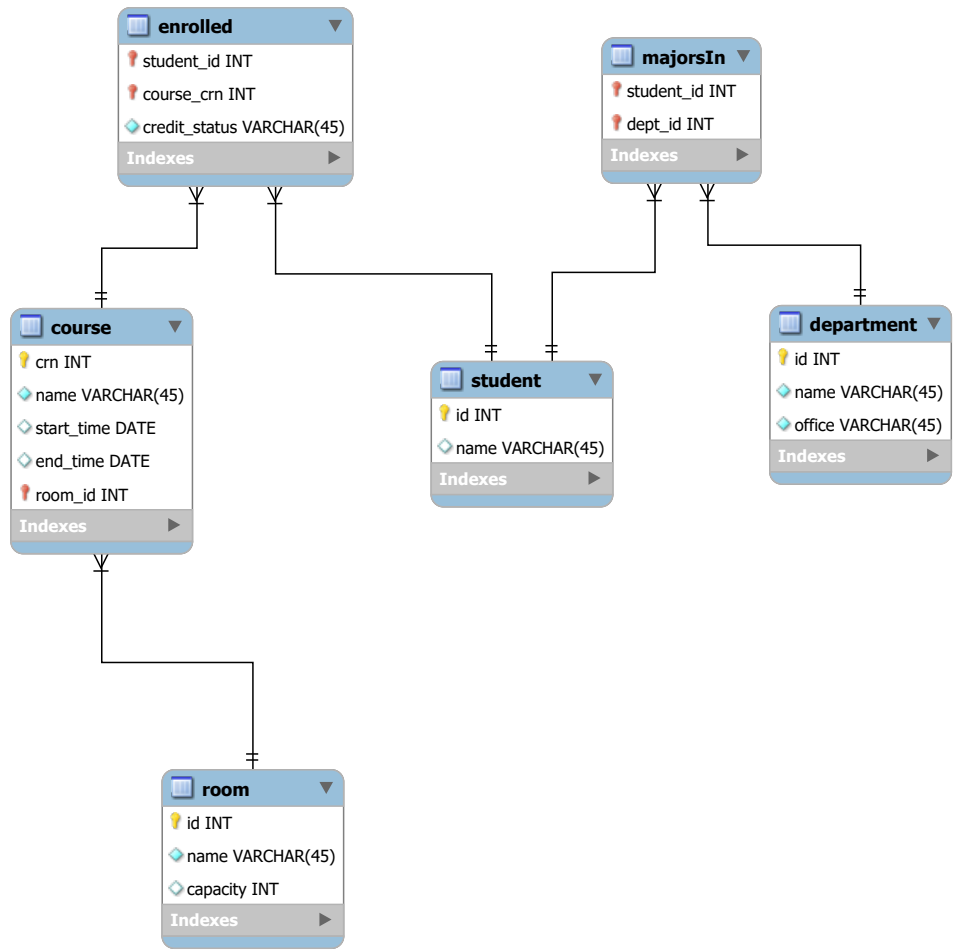 enrolled
student_id INT
course_crn INT
credit_status VARCHAR(45)
Indexes
majorsIn
student_id INT
dept_id INT
Indexes
course
crn INT
name VARCHAR(45)
start_time DATE
end_time DATE
room_id INT
Indexes
student
id INT
name VARCHAR(45)
Indexes
department
id INT
name VARCHAR(45)
office VARCHAR(45)
Indexes
room
id INT
name VARCHAR(45)
capacity INT
Indexes